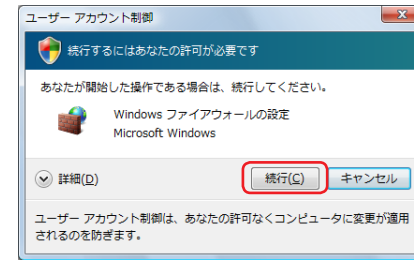 ユーザー アカウント制御
続行するにはあなたの許可が必要です
あなたが開始した操作である場合は、続行してください。
Windows ファイアウォールの設定
Microsoft Windows
詳細(D)
続行(C)
キャンセル
ユーザー アカウント制御は、あなたの許可なくコンピュータに変更が適用
されるのを防ぎます。